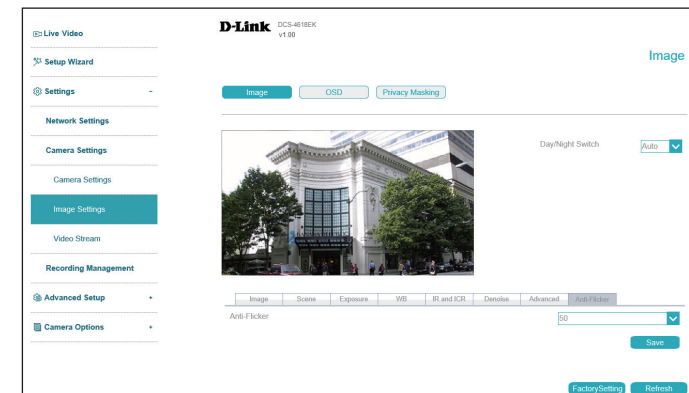 D-Link DCS-4618EK
v1.00
Live Video
Setup Wizard
Settings -
Network Settings
Camera Settings
Camera Settings
Image Settings
Video Stream
Recording Management
Advanced Setup +
Camera Options +
Image
Image OSD Privacy Masking
Day/Night Switch Auto
Image Scene Exposure WB IR and ICR Denoise Advanced Anti-Flicker
Anti-Flicker 50
Save
FactorySetting Refresh